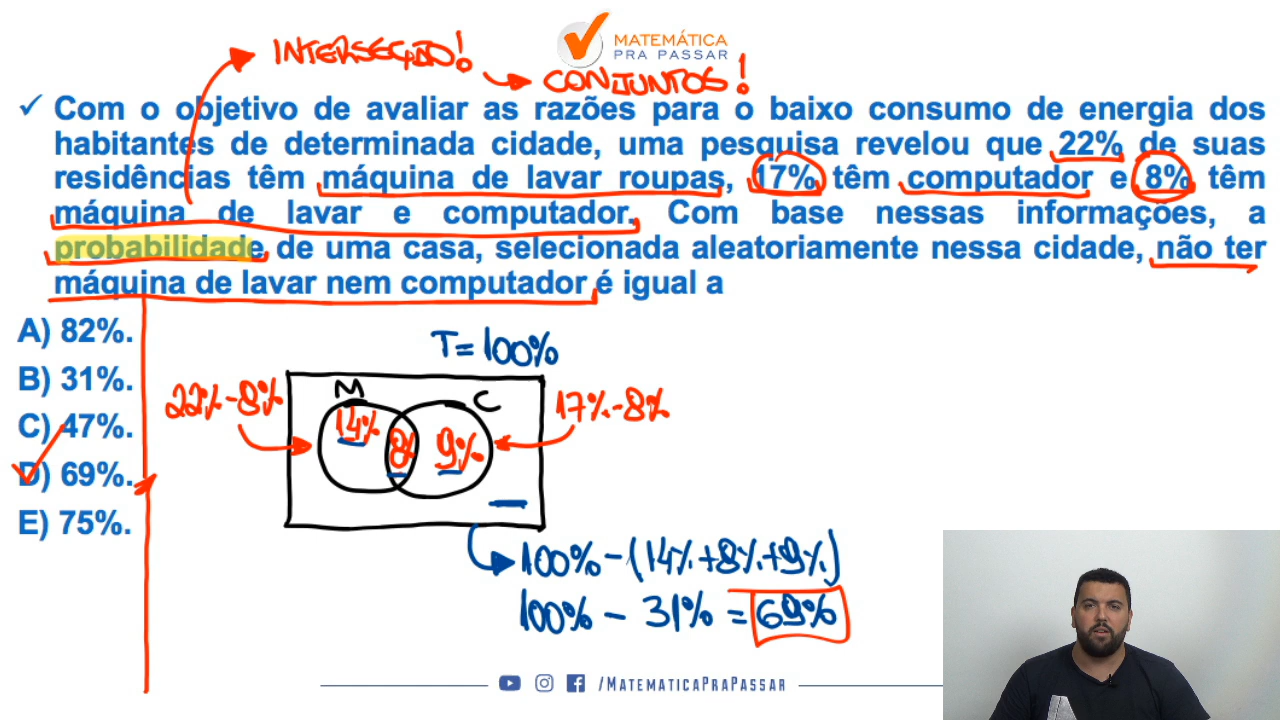 MATEMÁTICA
PRA PASSAR
INTERSEÇÃO!
CONJUNTOS!
✓ Com o objetivo de avaliar as razões para o baixo consumo de energia dos
habitantes de determinada cidade, uma pesquisa revelou que 22% de suas
residências têm máquina de lavar roupas, 17% têm computador e 8% têm
máquina de lavar e computador. Com base nessas informações, a
probabilidade de uma casa, selecionada aleatoriamente nessa cidade, não ter
máquina de lavar nem computador é igual a
A) 82%.
B) 31%.
C) 47%.
D) 69%.
E) 75%.
T=100%
M
C
22%-8%
17%-8%
14%
8%
9%
100%-(14%+8%+9%)
100% - 31% = 69%
/MatematicaPraPassar